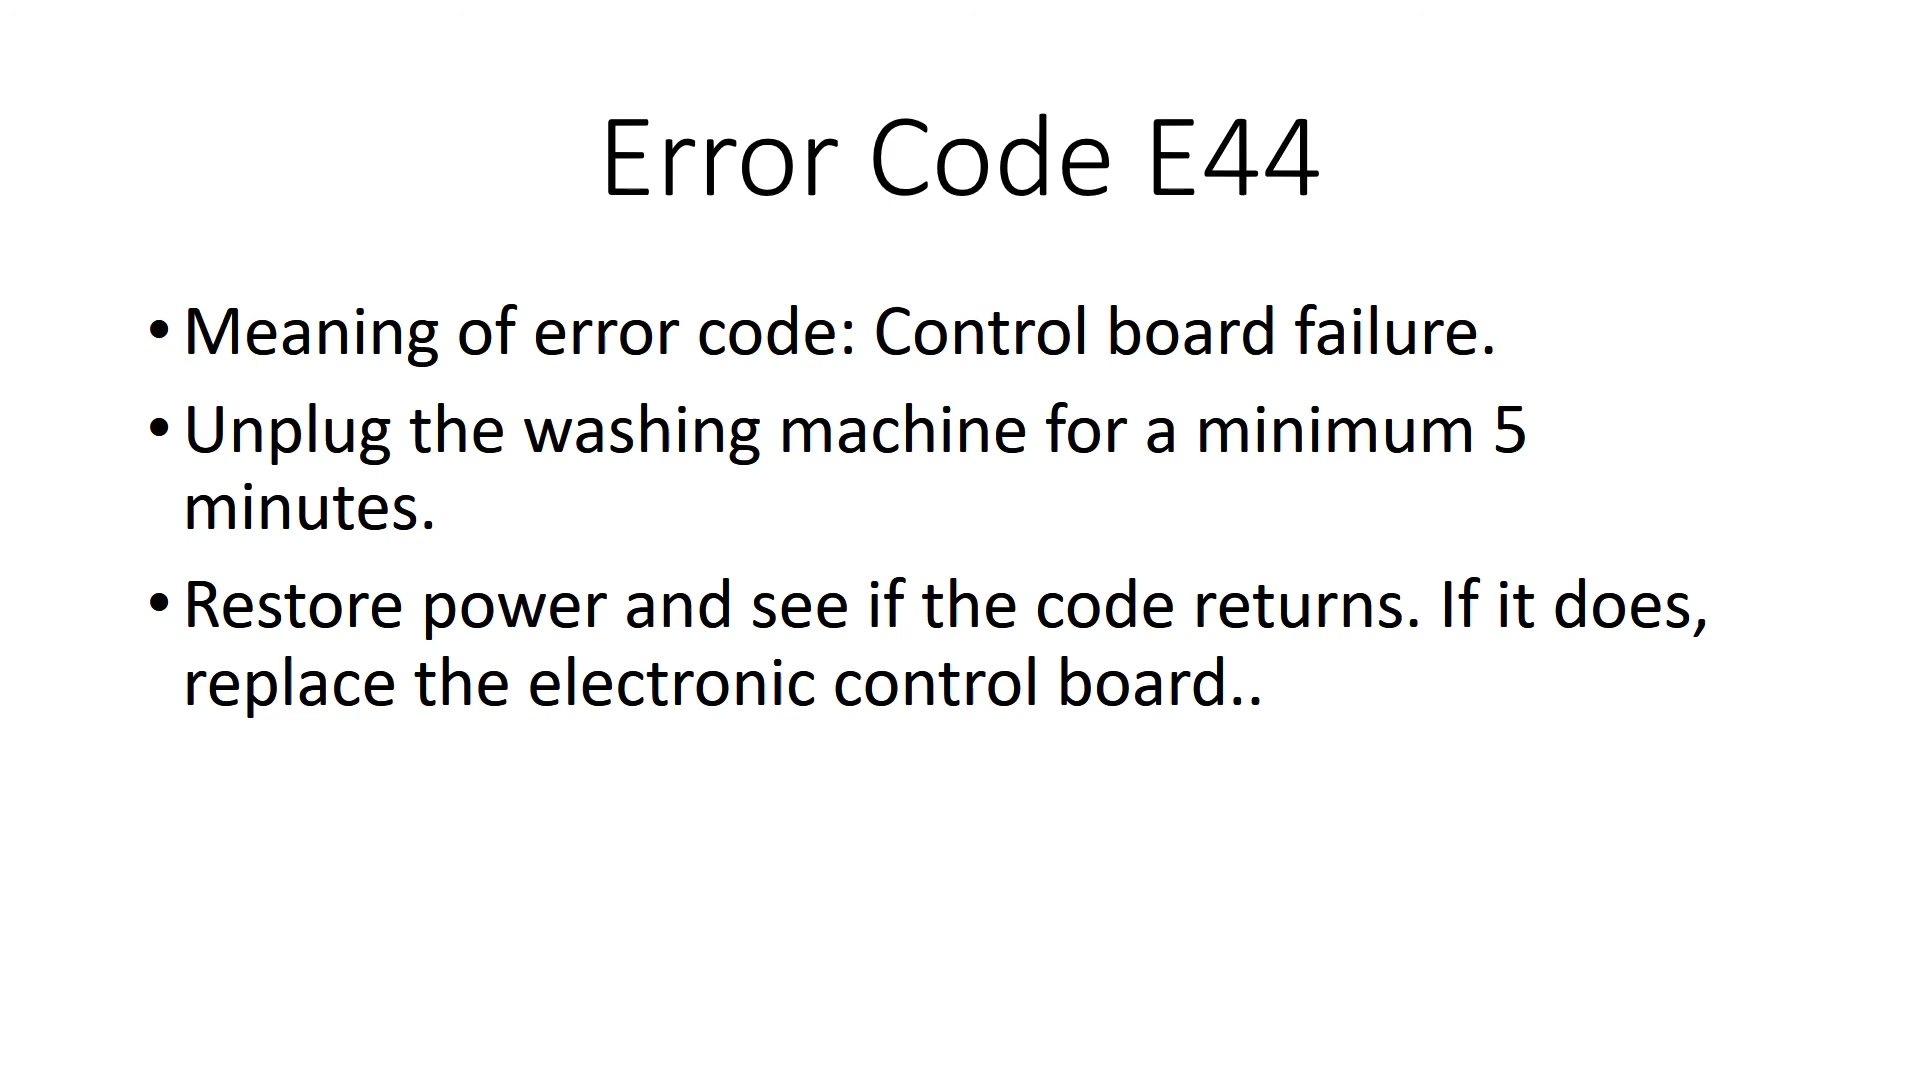 Error Code E44
• Meaning of error code: Control board failure.
• Unplug the washing machine for a minimum 5
minutes.
• Restore power and see if the code returns. If it does,
replace the electronic control board..